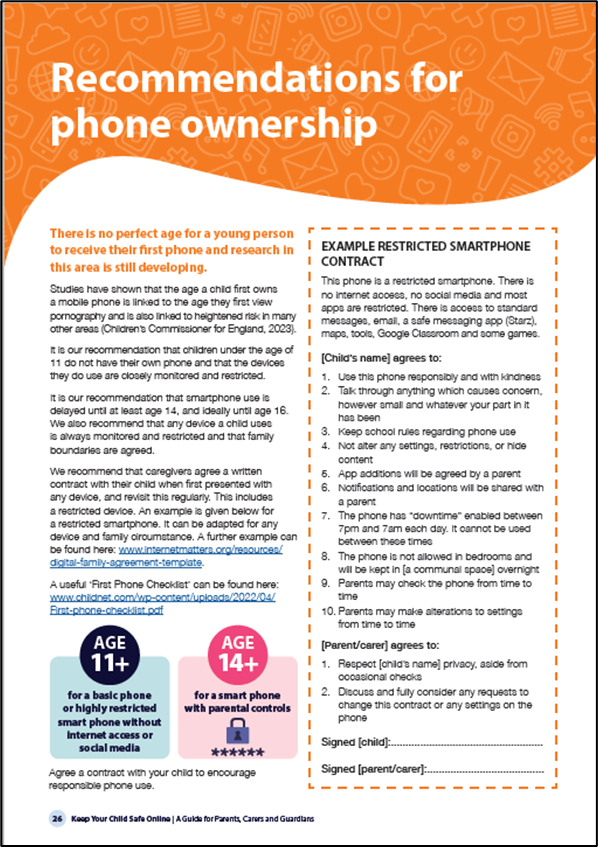 Recommendations for
phone ownership
There is no perfect age for a young person
to receive their first phone and research in
this area is still developing.
Studies have shown that the age a child first owns
a mobile phone is linked to the age they first view
pornography and is also linked to heightened risk in many
other areas (Children's Commissioner for England, 2023).
It is our recommendation that children under the age of
11 do not have their own phone and that the devices
they do use are closely monitored and restricted.
It is our recommendation that smartphone use is
delayed until at least age 14, and ideally until age 16.
We also recommend that any device a child uses
is always monitored and restricted and that family
boundaries are agreed.
We recommend that caregivers agree a written
contract with their child when first presented with
any device, and revisit this regularly. This includes
a restricted device. An example is given below for
a restricted smartphone. It can be adapted for any
device and family circumstance. A further example can
be found here: www.internetmatters.org/resources/
digital-family-agreement-template.
A useful 'First Phone Checklist' can be found here:
www.childnet.com/wp-content/uploads/2022/04/
First-phone-checklist.pdf
AGE
11+
for a basic phone
or highly restricted
smart phone without
internet access or
social media
AGE
14+
for a smart phone
with parental controls
******
Agree a contract with your child to encourage
responsible phone use.
EXAMPLE RESTRICTED SMARTPHONE
CONTRACT
This phone is a restricted smartphone. There is
no internet access, no social media and most
apps are restricted. There is access to standard
messages, email, a safe messaging app (Starz),
maps, tools, Google Classroom and some games.
[Child's name] agrees to:
1. Use this phone responsibly and with kindness
2. Talk through anything which causes concern,
however small and whatever your part in it
has been
3. Keep school rules regarding phone use
4. Not alter any settings, restrictions, or hide
content
5. App additions will be agreed by a parent
6. Notifications and locations will be shared with
a parent
7. The phone has "downtime" enabled between
7pm and 7am each day. It cannot be used
between these times
8. The phone is not allowed in bedrooms and
will be kept in [a communal space] overnight
9. Parents may check the phone from time to
time
10. Parents may make alterations to settings
from time to time
[Parent/carer] agrees to:
1. Respect [child's name] privacy, aside from
occasional checks
2. Discuss and fully consider any requests to
change this contract or any settings on the
phone
Signed [child]:..................................................
Signed [parent/carer]:......................................
26 Keep Your Child Safe Online | A Guide for Parents, Carers and Guardians